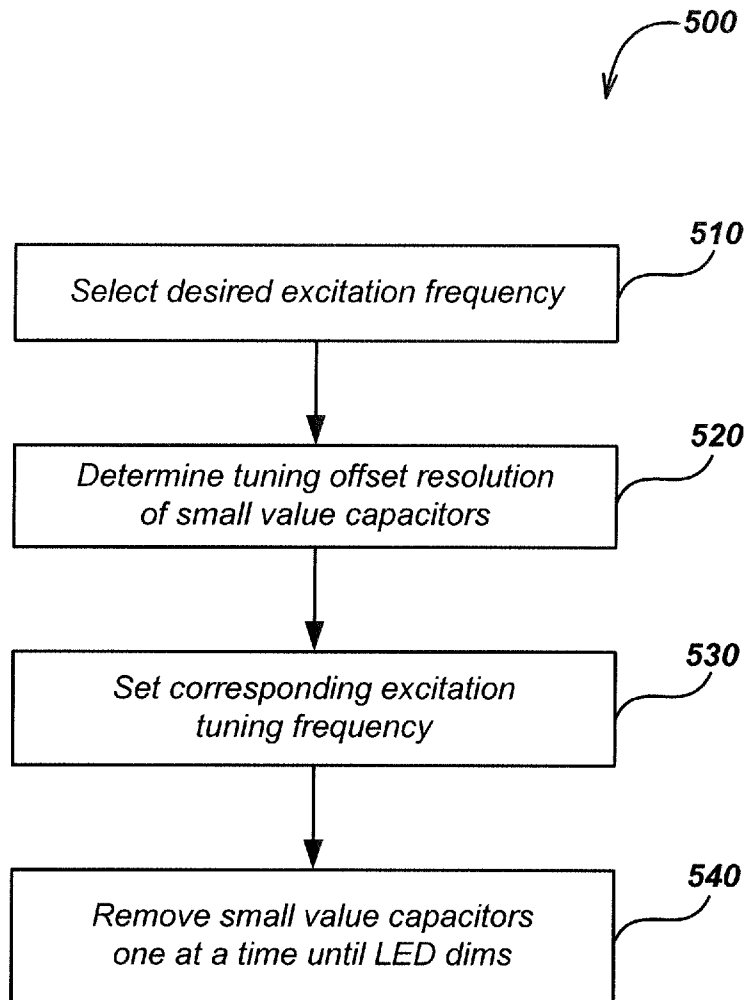 500
510
Select desired excitation frequency
520
Determine tuning offset resolution
of small value capacitors
530
Set corresponding excitation
tuning frequency
540
Remove small value capacitors
one at a time until LED dims